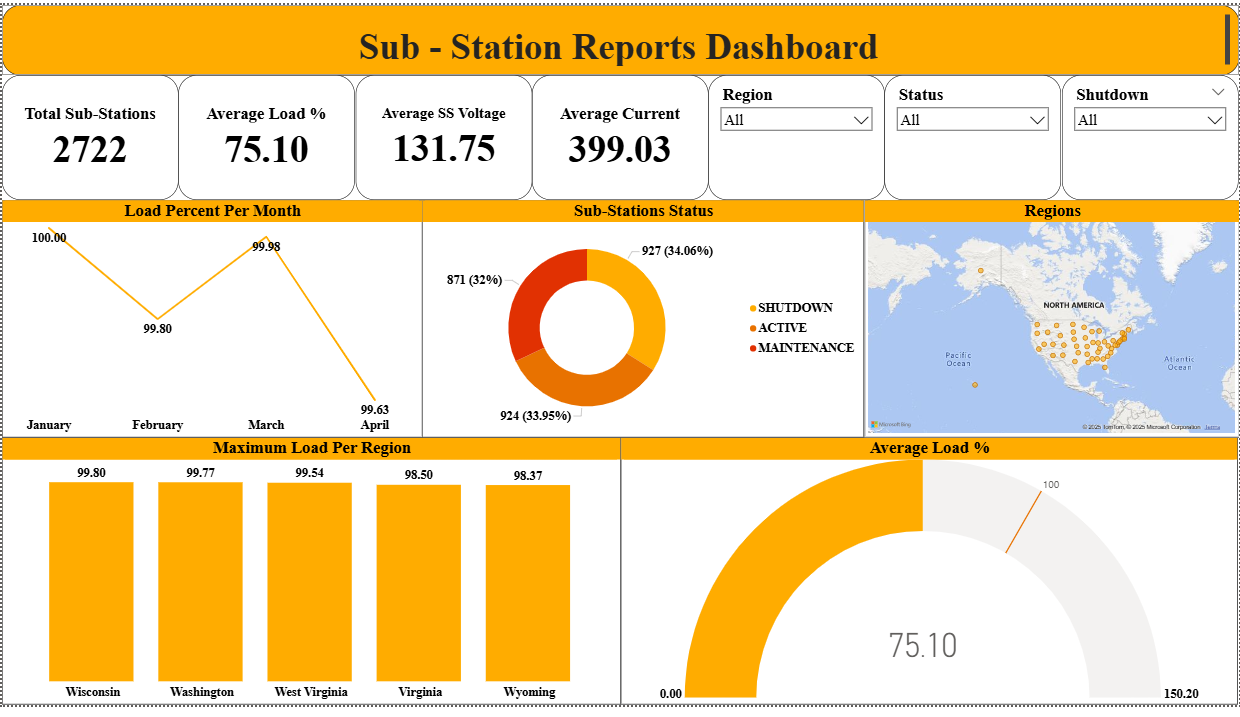 Sub - Station Reports Dashboard
Total Sub-Stations
2722
Average Load %
75.10
Average SS Voltage
131.75
Average Current
399.03
Region
All
Status
All
Shutdown
All
Load Percent Per Month
100.00
99.80
99.98
99.63
January
February
March
April
Sub-Stations Status
927 (34.06%)
871 (32%)
924 (33.95%)
SHUTDOWN
ACTIVE
MAINTENANCE
Regions
NORTH AMERICA
Pacific
Ocean
Atlantic
Ocean
Microsoft Bing
© 2025 TomTom, © 2025 Microsoft Corporation Terms
Maximum Load Per Region
99.80
99.77
99.54
98.50
98.37
Wisconsin
Washington
West Virginia
Virginia
Wyoming
Average Load %
100
75.10
0.00
150.20